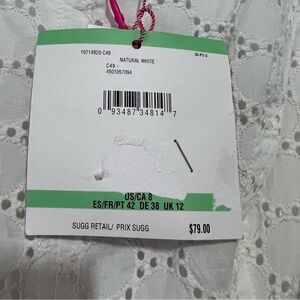 10714920-C49
NATURAL WHITE
C49 -
4501057094
0 93487 34814 7
US/CA 8
ES/FR/PT 42 DE 38 UK 12
SUGG RETAIL/ PRIX SUGG $79.00